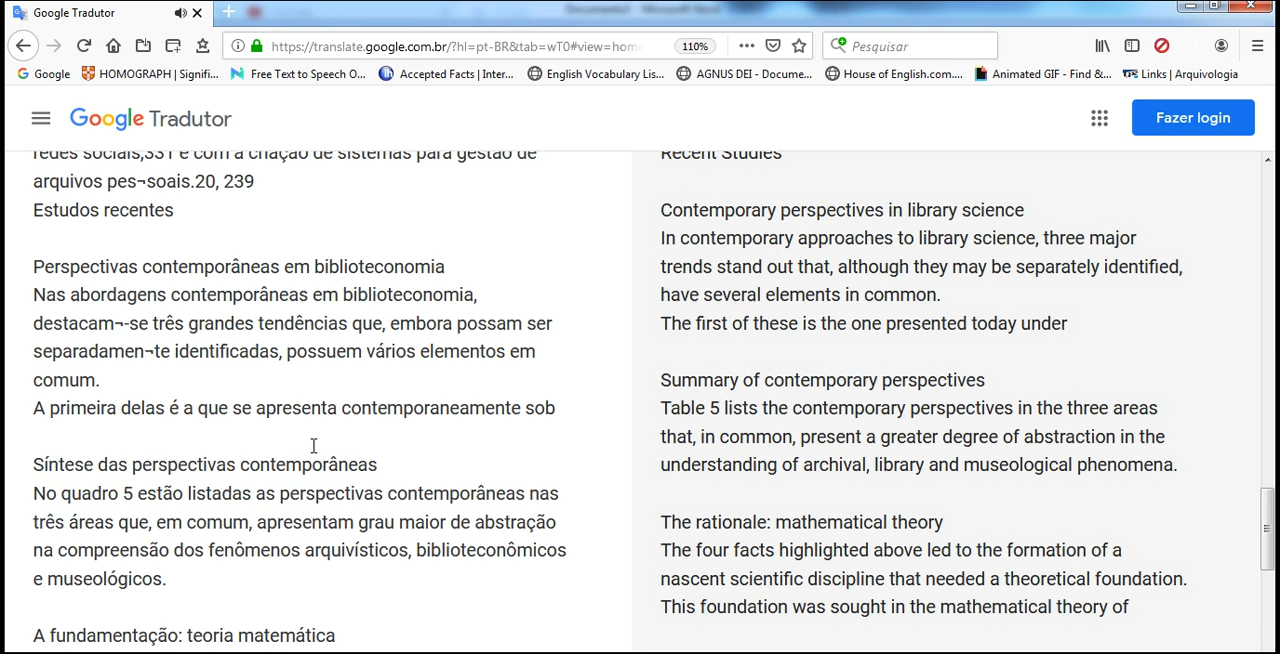 Google Tradutor
https://translate.google.com.br/?hl=pt-BR&tab=wT0#view=hom
110%
Pesquisar
Google
HOMOGRAPH | Signifi...
Free Text to Speech O...
Accepted Facts | Inter...
English Vocabulary Lis...
AGNUS DEI - Docume...
House of English.com....
Animated GIF - Find &...
Links | Arquivologia
Google Tradutor
Fazer login
redes sociais,331 e com a criação de sistemas para gestão de
arquivos pes¬soais.20, 239
Estudos recentes
Perspectivas contemporâneas em biblioteconomia
Nas abordagens contemporâneas em biblioteconomia,
destacam¬-se três grandes tendências que, embora possam ser
separadamen¬te identificadas, possuem vários elementos em
comum.
A primeira delas é a que se apresenta contemporaneamente sob
Síntese das perspectivas contemporâneas
No quadro 5 estão listadas as perspectivas contemporâneas nas
três áreas que, em comum, apresentam grau maior de abstração
na compreensão dos fenômenos arquivísticos, biblioteconômicos
e museológicos.
A fundamentação: teoria matemática
Recent Studies
Contemporary perspectives in library science
In contemporary approaches to library science, three major
trends stand out that, although they may be separately identified,
have several elements in common.
The first of these is the one presented today under
Summary of contemporary perspectives
Table 5 lists the contemporary perspectives in the three areas
that, in common, present a greater degree of abstraction in the
understanding of archival, library and museological phenomena.
The rationale: mathematical theory
The four facts highlighted above led to the formation of a
nascent scientific discipline that needed a theoretical foundation.
This foundation was sought in the mathematical theory of